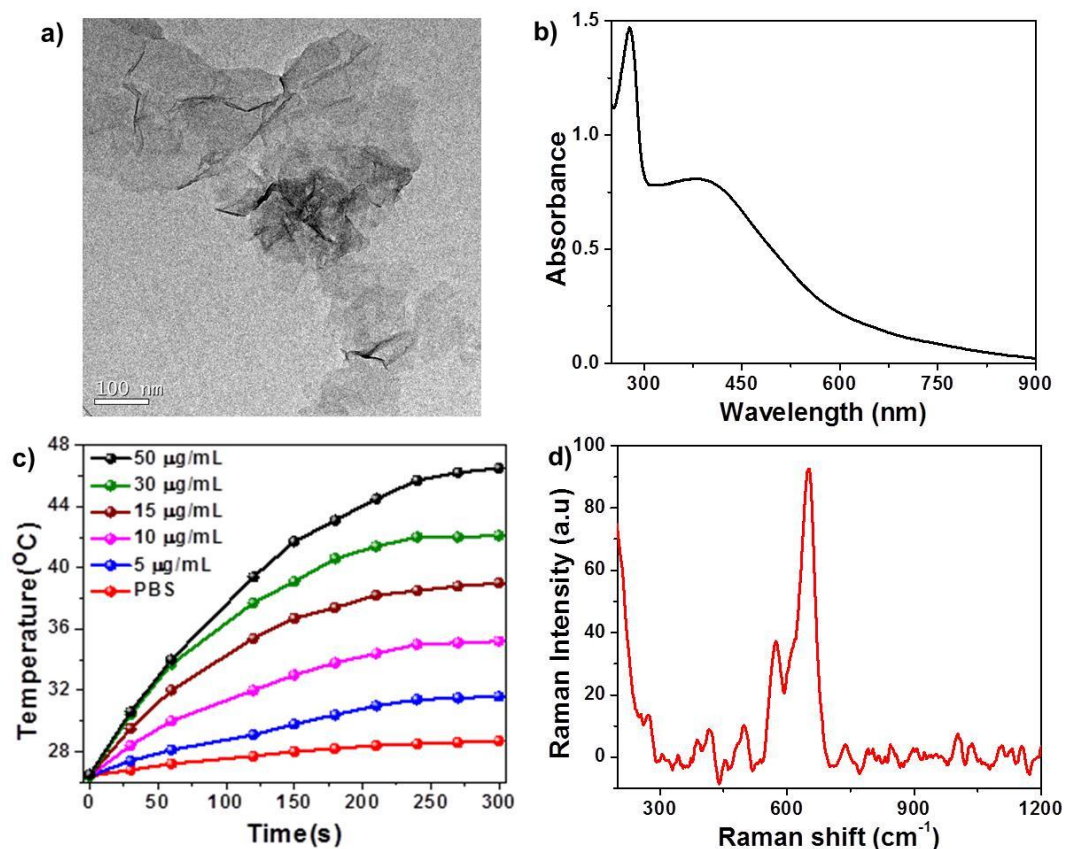 a)
100 nm
b)
1.5
1.0
0.5
0.0
Absorbance
300 450 600 750 900
Wavelength (nm)
c)
48
44
40
36
32
28
Temperature(⁰C)
50 μg/mL
30 μg/mL
15 μg/mL
10 μg/mL
5 μg/mL
PBS
0 50 100 150 200 250 300
Time(s)
d)
100
80
60
40
20
0
Raman Intensity (a.u)
300 600 900 1200
Raman shift (cm⁻¹)